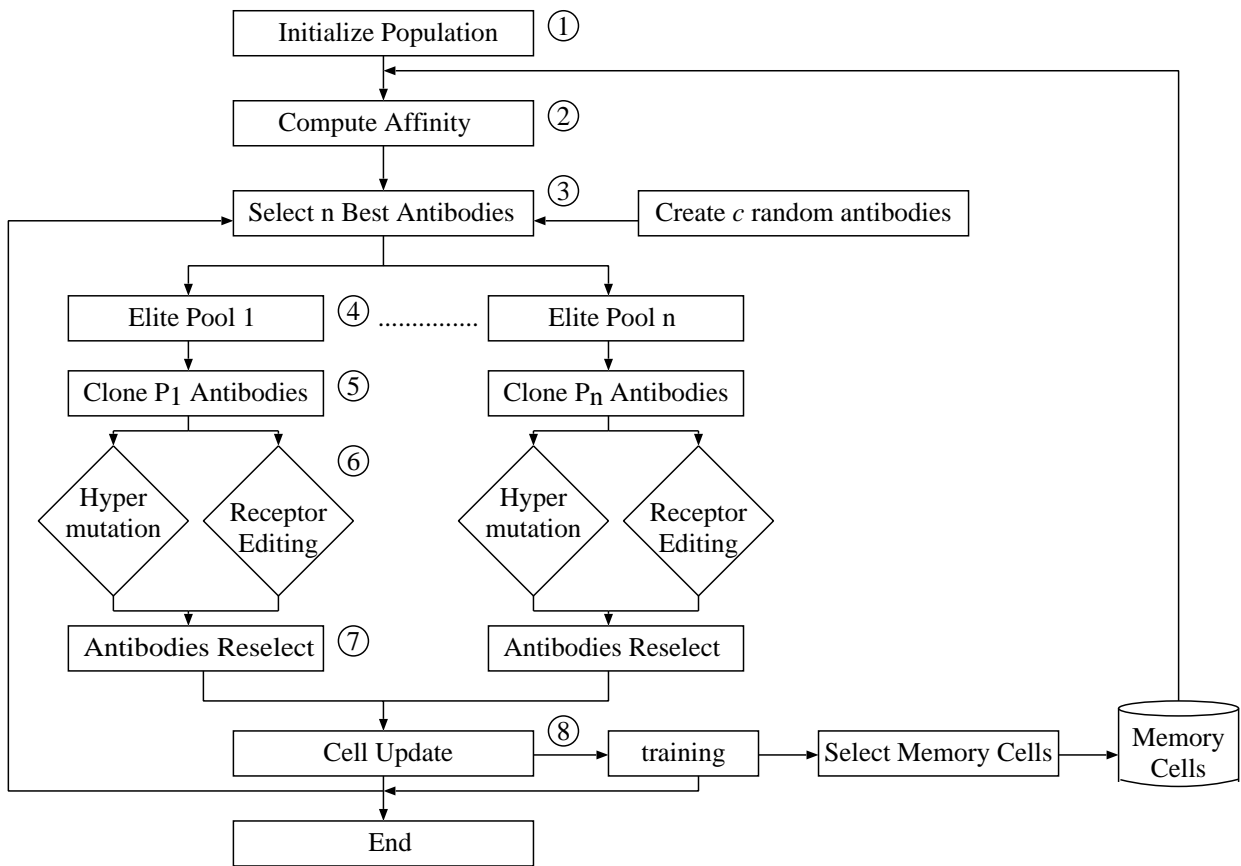 Initialize Population
①
Compute Affinity
②
Select n Best Antibodies
③
Create c random antibodies
Elite Pool 1
④
...............
Elite Pool n
Clone P1 Antibodies
⑤
Clone Pn Antibodies
⑥
Hyper
mutation
Receptor
Editing
Hyper
mutation
Receptor
Editing
Antibodies Reselect
⑦
Antibodies Reselect
Cell Update
⑧
training
Select Memory Cells
Memory
Cells
End